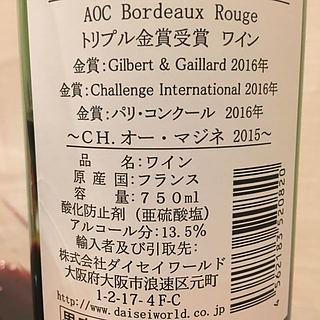 AOC Bordeaux Rouge
トリプル金賞受賞 ワイン
金賞:Gilbert & Gaillard 2016年
金賞:Challenge International 2016年
金賞:パリ・コンクール 2016年
～CH.オー・マジネ 2015～
品名:ワイン
原産国:フランス
容量:750ml
酸化防止剤(亜硫酸塩)
アルコール分:13.5%
輸入者及び引取先:
株式会社ダイセイワールド
大阪府大阪市浪速区元町
1-2-17-4F-C
http://www.daiseiworld.co.jp
4562183520820